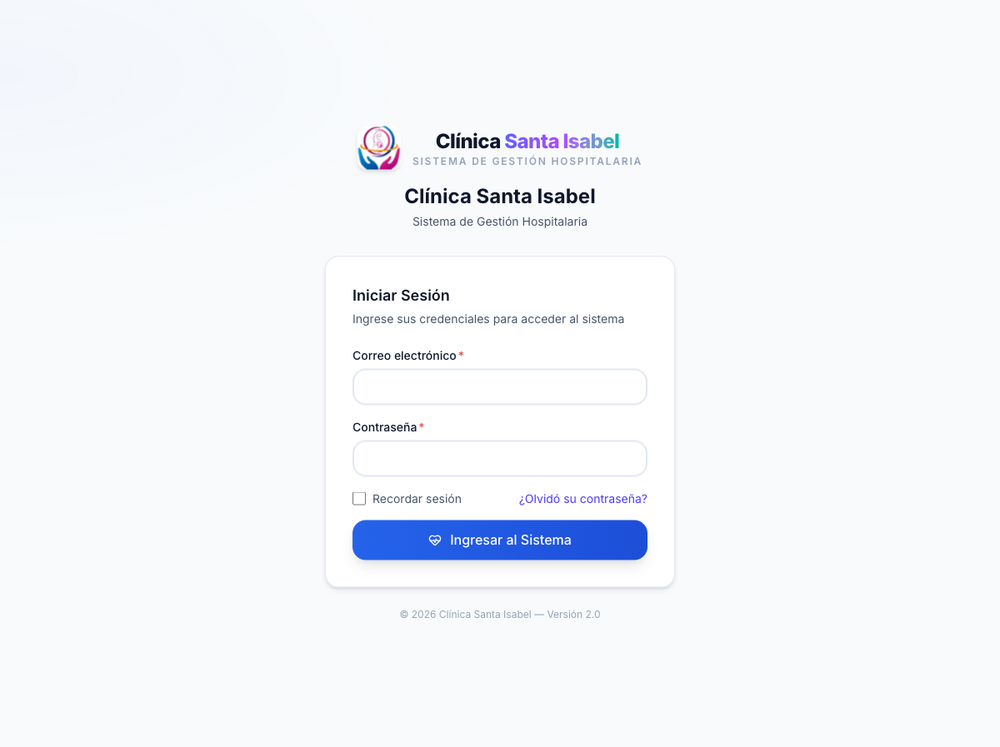 Clínica Santa Isabel
SISTEMA DE GESTIÓN HOSPITALARIA
Clínica Santa Isabel
Sistema de Gestión Hospitalaria
Iniciar Sesión
Ingrese sus credenciales para acceder al sistema
Correo electrónico *
Contraseña *
Recordar sesión
¿Olvidó su contraseña?
Ingresar al Sistema
© 2026 Clínica Santa Isabel — Versión 2.0